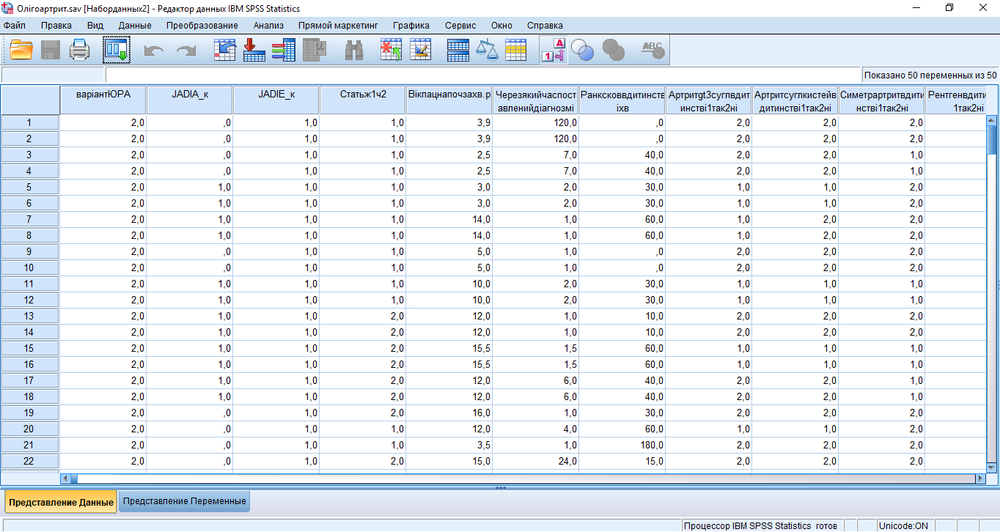 Олігоартрит.sav [Наборданных2] - Редактор данных IBM SPSS Statistics
Файл Правка Вид Данные Преобразование Анализ Прямой маркетинг Графика Сервис Окно Справка
Показано 50 переменных из 50
варіантЮРА JADIA_к JADIE_к Статьж1ч2 Вікпацнапочзахв.р Черезякийчаспост Ранксковвдитинств Артритgt3суглвдит Артритсуглкистейв Симетрартритвдити Рентгенвдити
авленийдіагнозмі іхв инстві1так2ні дитинстві1так2ні нстві1так2ні 1так2ні
1 2,0 ,0 1,0 1,0 3,9 120,0 ,0 2,0 2,0 2,0
2 2,0 ,0 1,0 1,0 3,9 120,0 ,0 2,0 2,0 2,0
3 2,0 ,0 1,0 1,0 2,5 7,0 40,0 2,0 2,0 1,0
4 2,0 ,0 1,0 1,0 2,5 7,0 40,0 2,0 2,0 1,0
5 2,0 1,0 1,0 1,0 3,0 2,0 30,0 1,0 1,0 2,0
6 2,0 1,0 1,0 1,0 3,0 2,0 30,0 1,0 1,0 2,0
7 2,0 1,0 1,0 1,0 14,0 1,0 60,0 1,0 2,0 2,0
8 2,0 1,0 1,0 1,0 14,0 1,0 60,0 1,0 2,0 2,0
9 2,0 ,0 1,0 1,0 5,0 1,0 ,0 2,0 2,0 2,0
10 2,0 ,0 1,0 1,0 5,0 1,0 ,0 2,0 2,0 2,0
11 2,0 1,0 1,0 1,0 10,0 2,0 30,0 1,0 1,0 1,0
12 2,0 1,0 1,0 1,0 10,0 2,0 30,0 1,0 1,0 1,0
13 2,0 1,0 1,0 2,0 12,0 1,0 10,0 2,0 2,0 2,0
14 2,0 1,0 1,0 2,0 12,0 1,0 10,0 2,0 2,0 2,0
15 2,0 1,0 1,0 2,0 15,5 1,5 60,0 1,0 1,0 1,0
16 2,0 1,0 1,0 2,0 15,5 1,5 60,0 1,0 1,0 1,0
17 2,0 1,0 1,0 2,0 12,0 6,0 40,0 2,0 2,0 1,0
18 2,0 1,0 1,0 2,0 12,0 6,0 40,0 2,0 2,0 1,0
19 2,0 ,0 1,0 2,0 16,0 1,0 30,0 2,0 2,0 2,0
20 2,0 ,0 1,0 1,0 12,0 4,0 60,0 1,0 1,0 2,0
21 2,0 ,0 1,0 1,0 3,5 1,0 180,0 2,0 2,0 2,0
22 2,0 ,0 1,0 2,0 15,0 24,0 15,0 2,0 2,0 2,0
Представление Данные Представление Переменные
Процессор IBM SPSS Statistics готов Unicode:ON